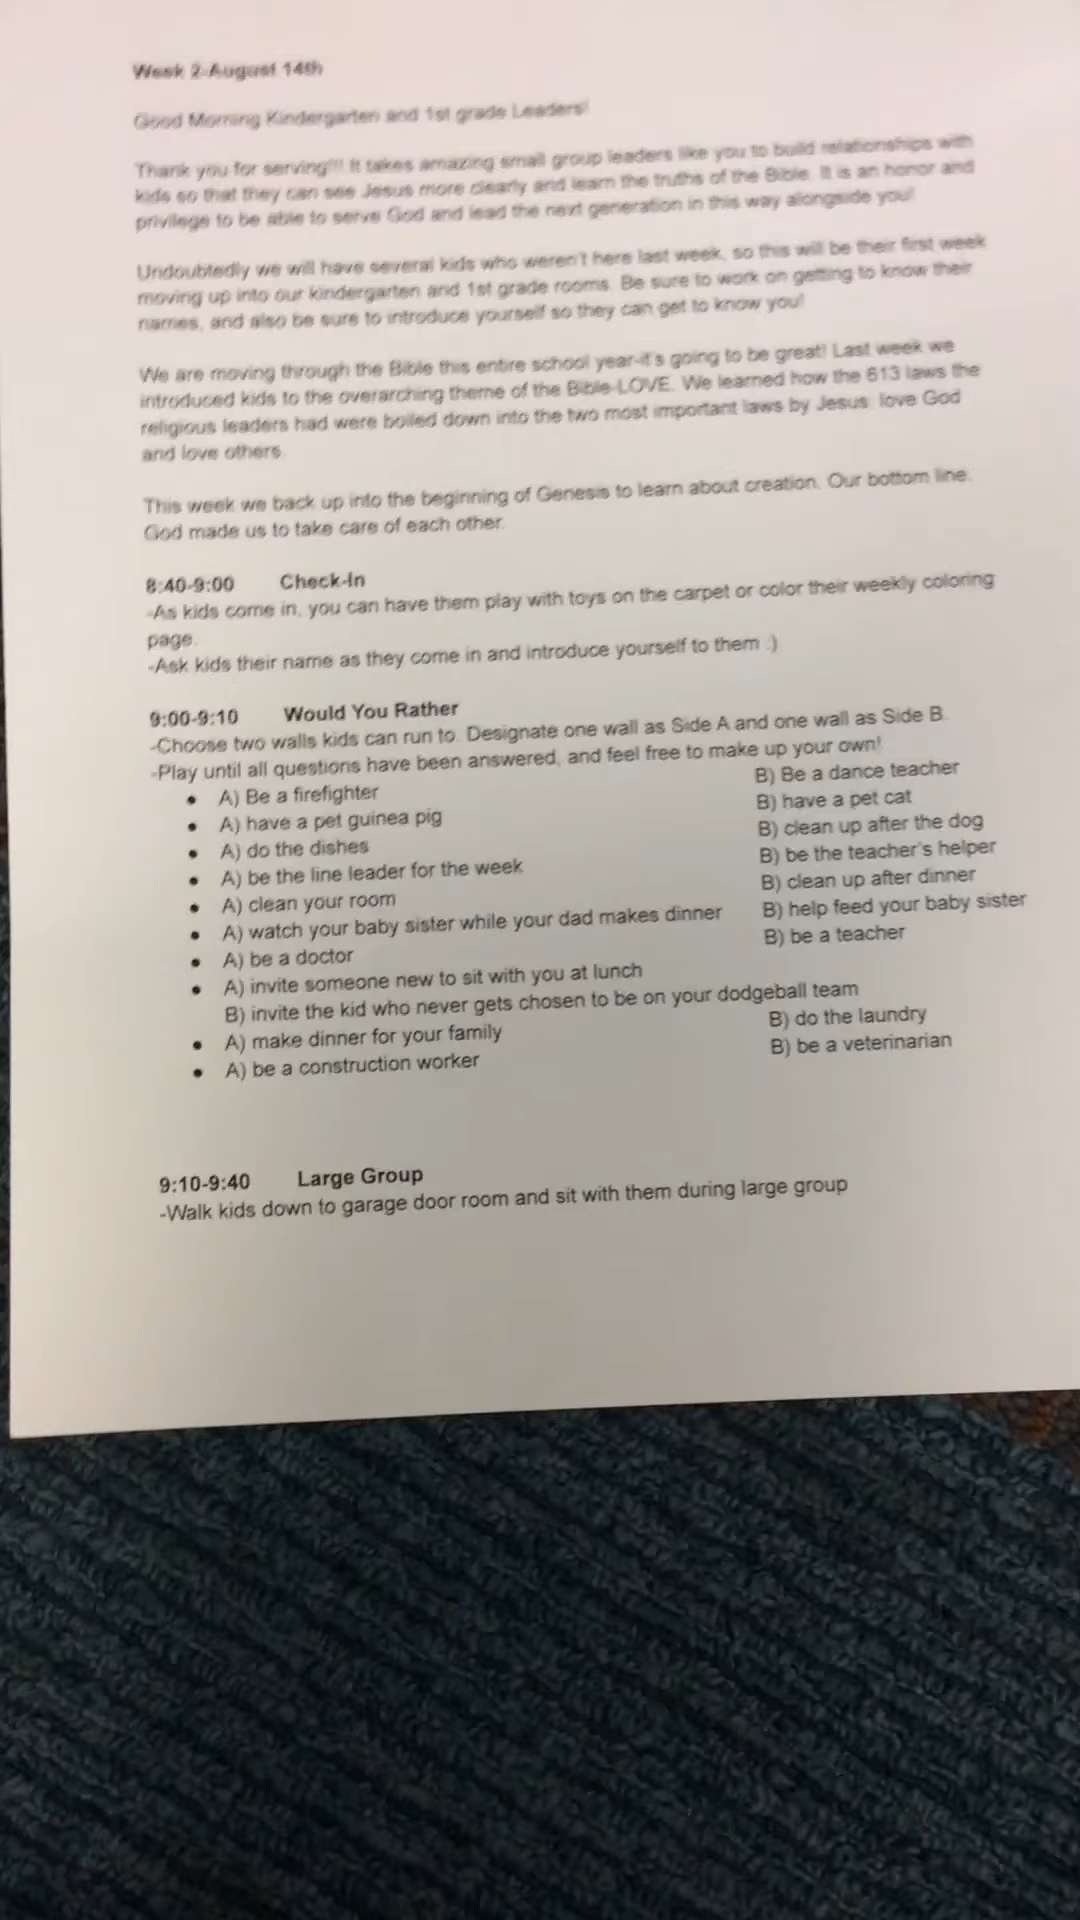 Week 2-August 14th
Good Morning Kindergarten and 1st grade Leaders!
Thank you for serving!!! It takes amazing small group leaders like you to build relationships with
kids so that they can see Jesus more clearly and learn the truths of the Bible. It is an honor and
privilege to be able to serve God and lead the next generation in this way alongside you!
Undoubtedly we will have several kids who weren't here last week, so this will be their first week
moving up into our kindergarten and 1st grade rooms. Be sure to work on getting to know their
names, and also be sure to introduce yourself so they can get to know you!
We are moving through the Bible this entire school year-it's going to be great! Last week we
introduced kids to the overarching theme of the Bible-LOVE. We learned how the 613 laws the
religious leaders had were boiled down into the two most important laws by Jesus: love God
and love others.
This week we back up into the beginning of Genesis to learn about creation. Our bottom line:
God made us to take care of each other.
8:40-9:00 Check-In
-As kids come in, you can have them play with toys on the carpet or color their weekly coloring
page.
-Ask kids their name as they come in and introduce yourself to them :)
9:00-9:10 Would You Rather
-Choose two walls kids can run to. Designate one wall as Side A and one wall as Side B.
-Play until all questions have been answered, and feel free to make up your own!
• A) Be a firefighter B) Be a dance teacher
• A) have a pet guinea pig B) have a pet cat
• A) do the dishes B) clean up after the dog
• A) be the line leader for the week B) be the teacher's helper
• A) clean your room B) clean up after dinner
• A) watch your baby sister while your dad makes dinner B) help feed your baby sister
• A) be a doctor B) be a teacher
• A) invite someone new to sit with you at lunch
B) invite the kid who never gets chosen to be on your dodgeball team
• A) make dinner for your family B) do the laundry
• A) be a construction worker B) be a veterinarian
9:10-9:40 Large Group
-Walk kids down to garage door room and sit with them during large group